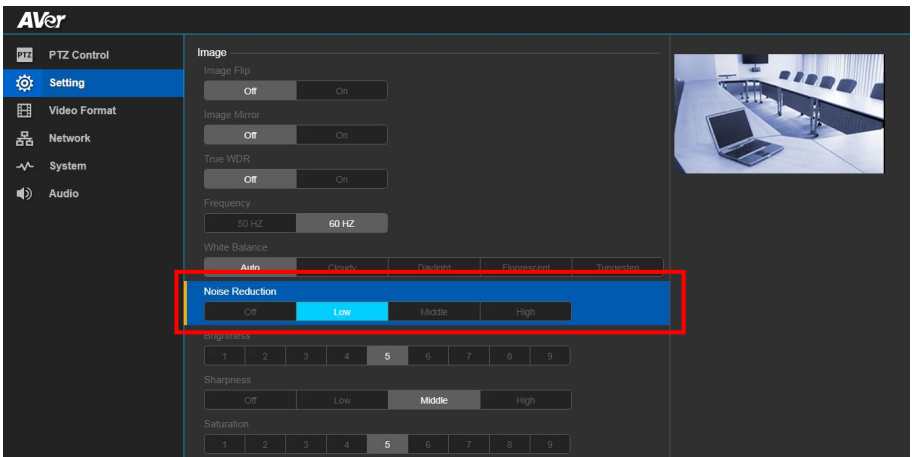 AVer
PTZ PTZ Control
Setting
Video Format
Network
System
Audio
Image
Image Flip
Off On
Image Mirror
Off On
True WDR
Off On
Frequency
50 HZ 60 HZ
White Balance
Auto Cloudy Daylight Fluorescent Tungesten
Noise Reduction
Off Low Middle High
Brightness
1 2 3 4 5 6 7 8 9
Sharpness
Off Low Middle High
Saturation
1 2 3 4 5 6 7 8 9